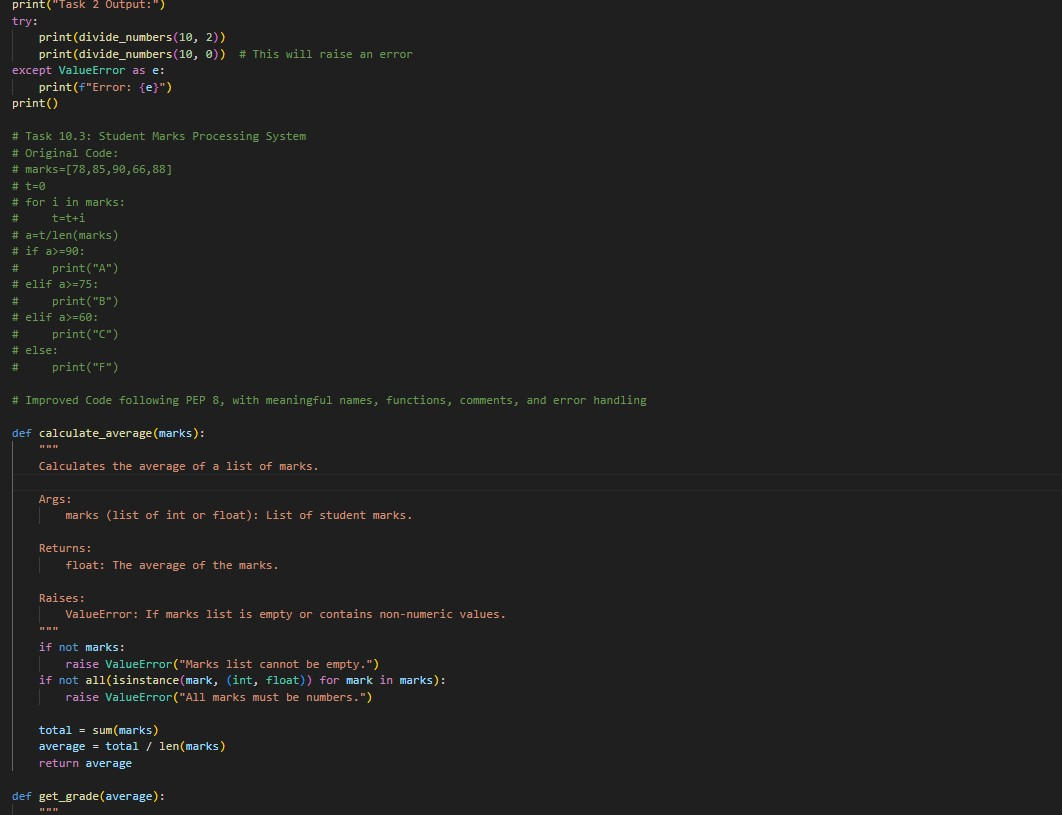 print("Task 2 Output:")
try:
    print(divide_numbers(10, 2))
    print(divide_numbers(10, 0))  # This will raise an error
except ValueError as e:
    print(f"Error: {e}")
print()

# Task 10.3: Student Marks Processing System
# Original Code:
# marks=[78,85,90,66,88]
# t=0
# for i in marks:
#     t=t+i
# a=t/len(marks)
# if a>=90:
#     print("A")
# elif a>=75:
#     print("B")
# elif a>=60:
#     print("C")
# else:
#     print("F")

# Improved Code following PEP 8, with meaningful names, functions, comments, and error handling

def calculate_average(marks):
    """
    Calculates the average of a list of marks.

    Args:
        marks (list of int or float): List of student marks.

    Returns:
        float: The average of the marks.

    Raises:
        ValueError: If marks list is empty or contains non-numeric values.
    """
    if not marks:
        raise ValueError("Marks list cannot be empty.")
    if not all(isinstance(mark, (int, float)) for mark in marks):
        raise ValueError("All marks must be numbers.")

    total = sum(marks)
    average = total / len(marks)
    return average

def get_grade(average):
    """